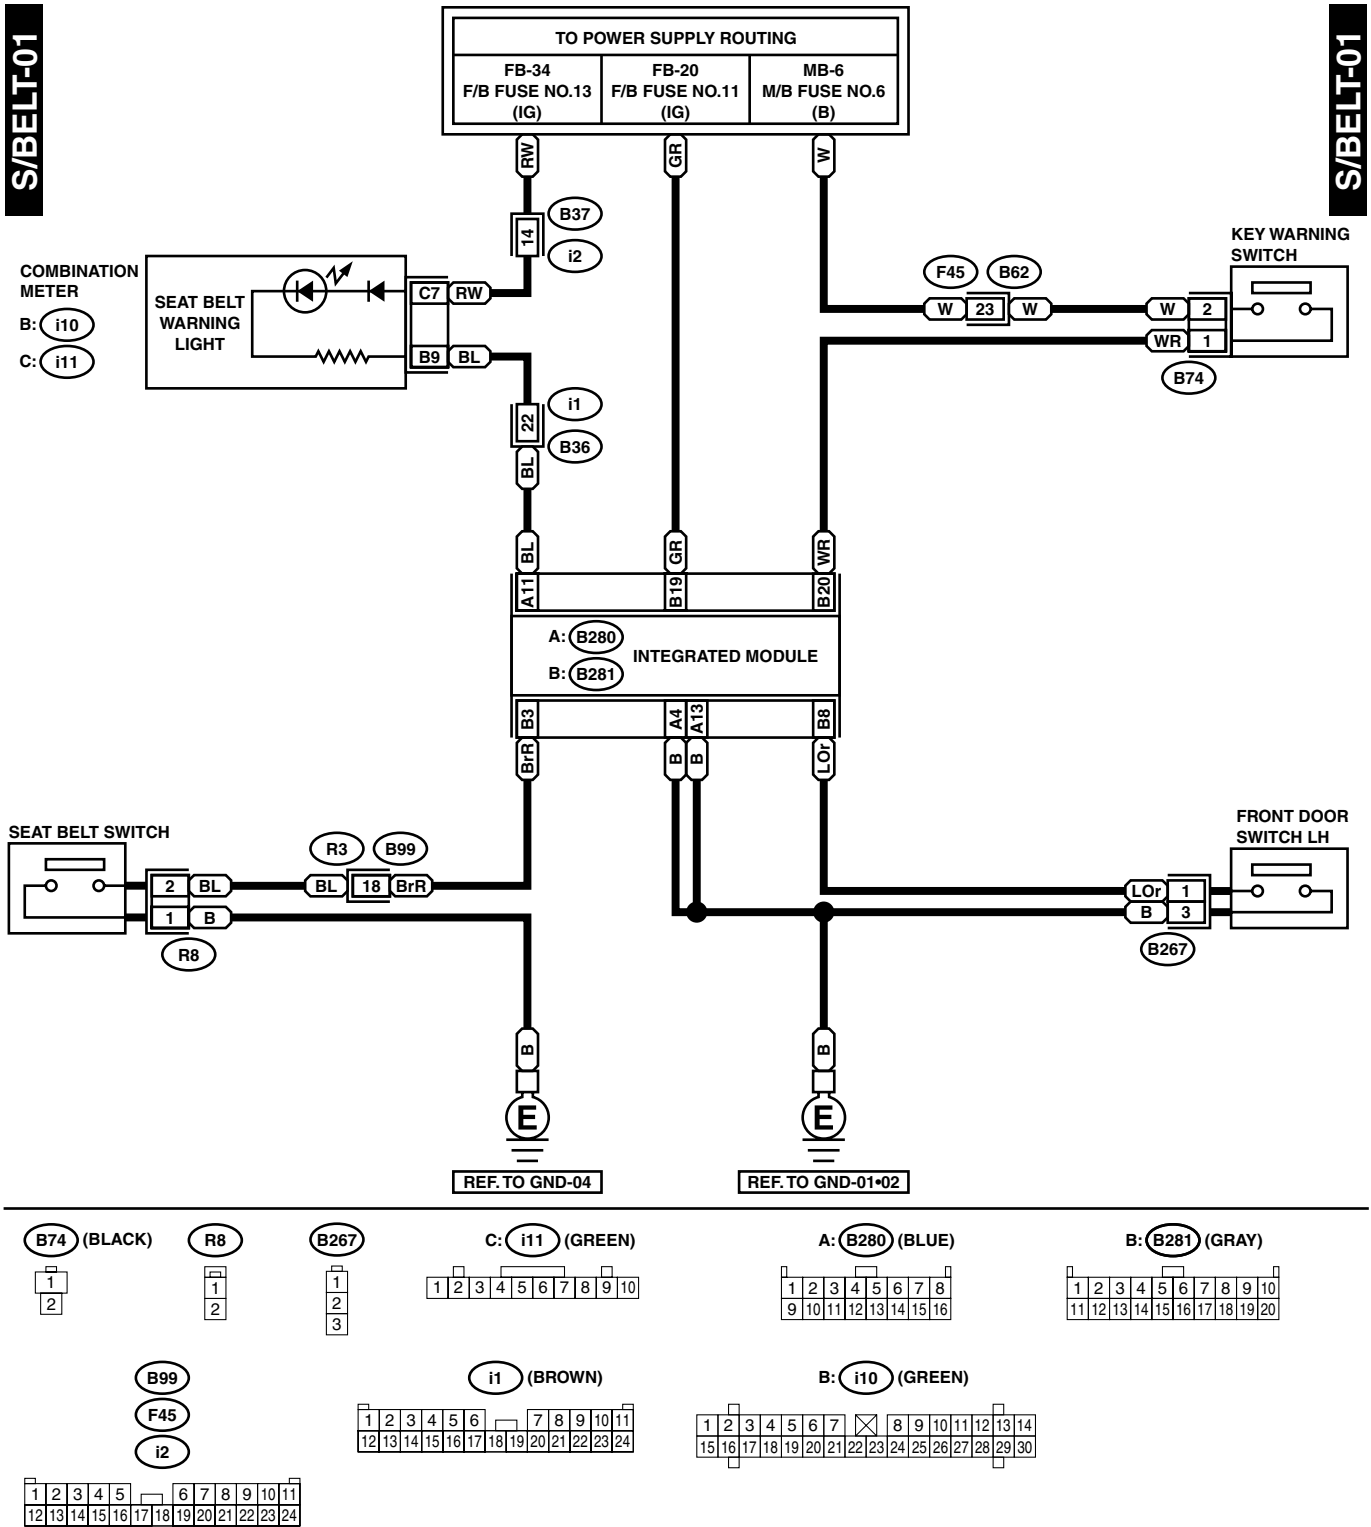 S/BELT-01
S/BELT-01
TO POWER SUPPLY ROUTING
FB-34
F/B FUSE NO.13
(IG)
FB-20
F/B FUSE NO.11
(IG)
MB-6
M/B FUSE NO.6
(B)
RW
GR
W
14
B37
i2
COMBINATION
METER
B: i10
C: i11
SEAT BELT
WARNING
LIGHT
C7 RW
B9 BL
KEY WARNING
SWITCH
F45 B62
W 23 W
W 2
WR 1
B74
22
i1
B36
BL
BL
GR
WR
A11
B19
B20
A: B280
B: B281
INTEGRATED MODULE
B3
A4
A13
B8
BrR
B
B
LOr
SEAT BELT SWITCH
2 BL
1 B
R8
R3 B99
BL 18 BrR
FRONT DOOR
SWITCH LH
LOr 1
B 3
B267
B
B
E
E
REF. TO GND-04
REF. TO GND-01•02
B74 (BLACK)
1
2
R8
1
2
B267
1
2
3
C: i11 (GREEN)
1 2 3 4 5 6 7 8 9 10
A: B280 (BLUE)
1 2 3 4 5 6 7 8
9 10 11 12 13 14 15 16
B: B281 (GRAY)
1 2 3 4 5 6 7 8 9 10
11 12 13 14 15 16 17 18 19 20
B99
F45
i2
1 2 3 4 5 6 7 8 9 10 11
12 13 14 15 16 17 18 19 20 21 22 23 24
i1 (BROWN)
1 2 3 4 5 6 7 8 9 10 11
12 13 14 15 16 17 18 19 20 21 22 23 24
B: i10 (GREEN)
1 2 3 4 5 6 7 8 9 10 11 12 13 14
15 16 17 18 19 20 21 22 23 24 25 26 27 28 29 30